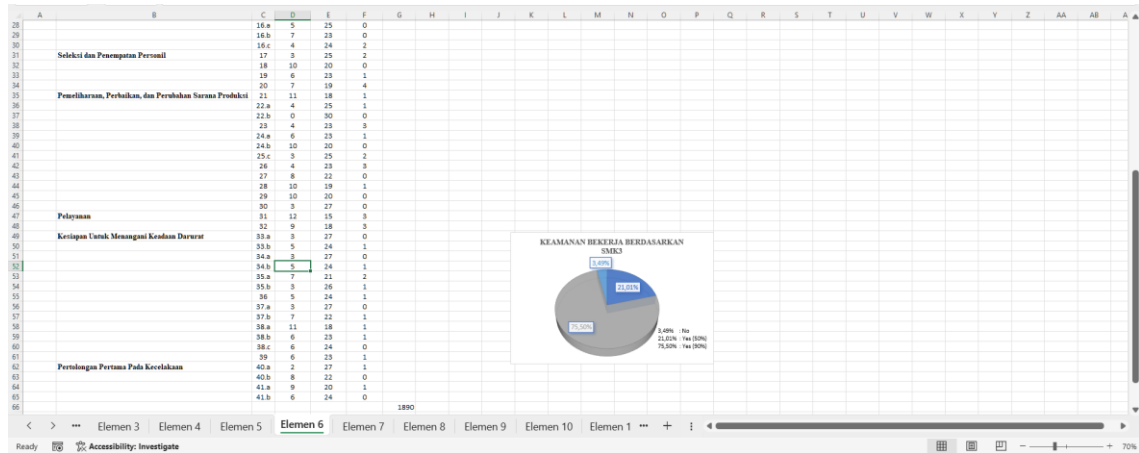 A B C D E F G H I J K L M N O P Q R S T U V W X Y Z AA AB A
28 16.a 5 25 0
29 16.b 7 23 0
30 16.c 4 24 2
31 Seleksi dan Penempatan Personil 17 3 25 2
32 18 10 20 0
33 19 6 23 1
34 20 7 19 4
35 Pemeliharaan, Perbaikan, dan Perubahan Sarana Produksi 21 11 18 1
36 22.a 4 25 1
37 22.b 0 30 0
38 23 4 23 3
39 24.a 6 23 1
40 24.b 10 20 0
41 25.c 3 25 2
42 26 4 23 3
43 27 8 22 0
44 28 10 19 1
45 29 10 20 0
46 30 3 27 0
47 Pelayanan 31 12 15 3
48 32 9 18 3
49 Kesiapan Untuk Menangani Keadaan Darurat 33.a 3 27 0
50 33.b 5 24 1
51 34.a 3 27 0
52 34.b 5 24 1
53 35.a 7 21 2
54 35.b 3 26 1
55 36 5 24 1
56 37.a 3 27 0
57 37.b 7 22 1
58 38.a 11 18 1
59 38.b 6 23 1
60 38.c 6 24 0
61 39 6 23 1
62 Pertolongan Pertama Pada Kecelakaan 40.a 2 27 1
63 40.b 8 22 0
64 41.a 9 20 1
65 41.b 6 24 0
66 1890
KEAMANAN BEKERJA BERDASARKAN
SMK3
3,49%
21,01%
75,50%
3,49% : No
21,01% : Yes (50%)
75,50% : Yes (90%)
Elemen 3 Elemen 4 Elemen 5 Elemen 6 Elemen 7 Elemen 8 Elemen 9 Elemen 10 Elemen 1
Ready Accessibility: Investigate 70%